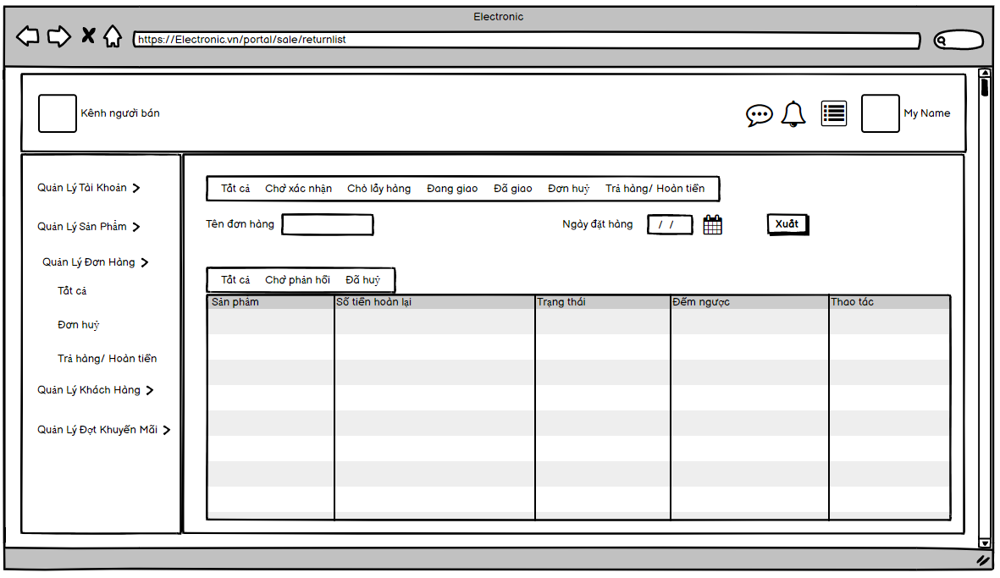 Electronic
https://Electronic.vn/portal/sale/returnlist
Kênh người bán
My Name
Quản Lý Tài Khoản
Quản Lý Sản Phẩm
Quản Lý Đơn Hàng
Tất cả
Đơn huỷ
Trả hàng/ Hoàn tiền
Quản Lý Khách Hàng
Quản Lý Đợt Khuyến Mãi
Tất cả Chờ xác nhận Chờ lấy hàng Đang giao Đã giao Đơn huỷ Trả hàng/ Hoàn tiền
Tên đơn hàng Ngày đặt hàng / / Xuất
Tất cả Chờ phản hồi Đã huỷ
Sản phẩm Số tiền hoàn lại Trạng thái Đếm ngược Thao tác